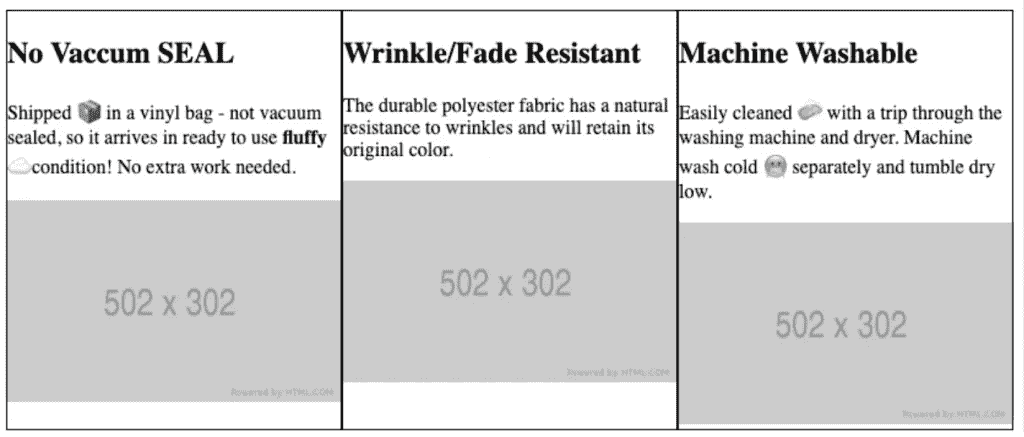 No Vaccum SEAL
Shipped 📦 in a vinyl bag - not vacuum
sealed, so it arrives in ready to use fluffy
☁️condition! No extra work needed.
502 x 302
Powered by HTML.COM
Wrinkle/Fade Resistant
The durable polyester fabric has a natural
resistance to wrinkles and will retain its
original color.
502 x 302
Powered by HTML.COM
Machine Washable
Easily cleaned 🧼 with a trip through the
washing machine and dryer. Machine
wash cold 🥶 separately and tumble dry
low.
502 x 302
Powered by HTML.COM